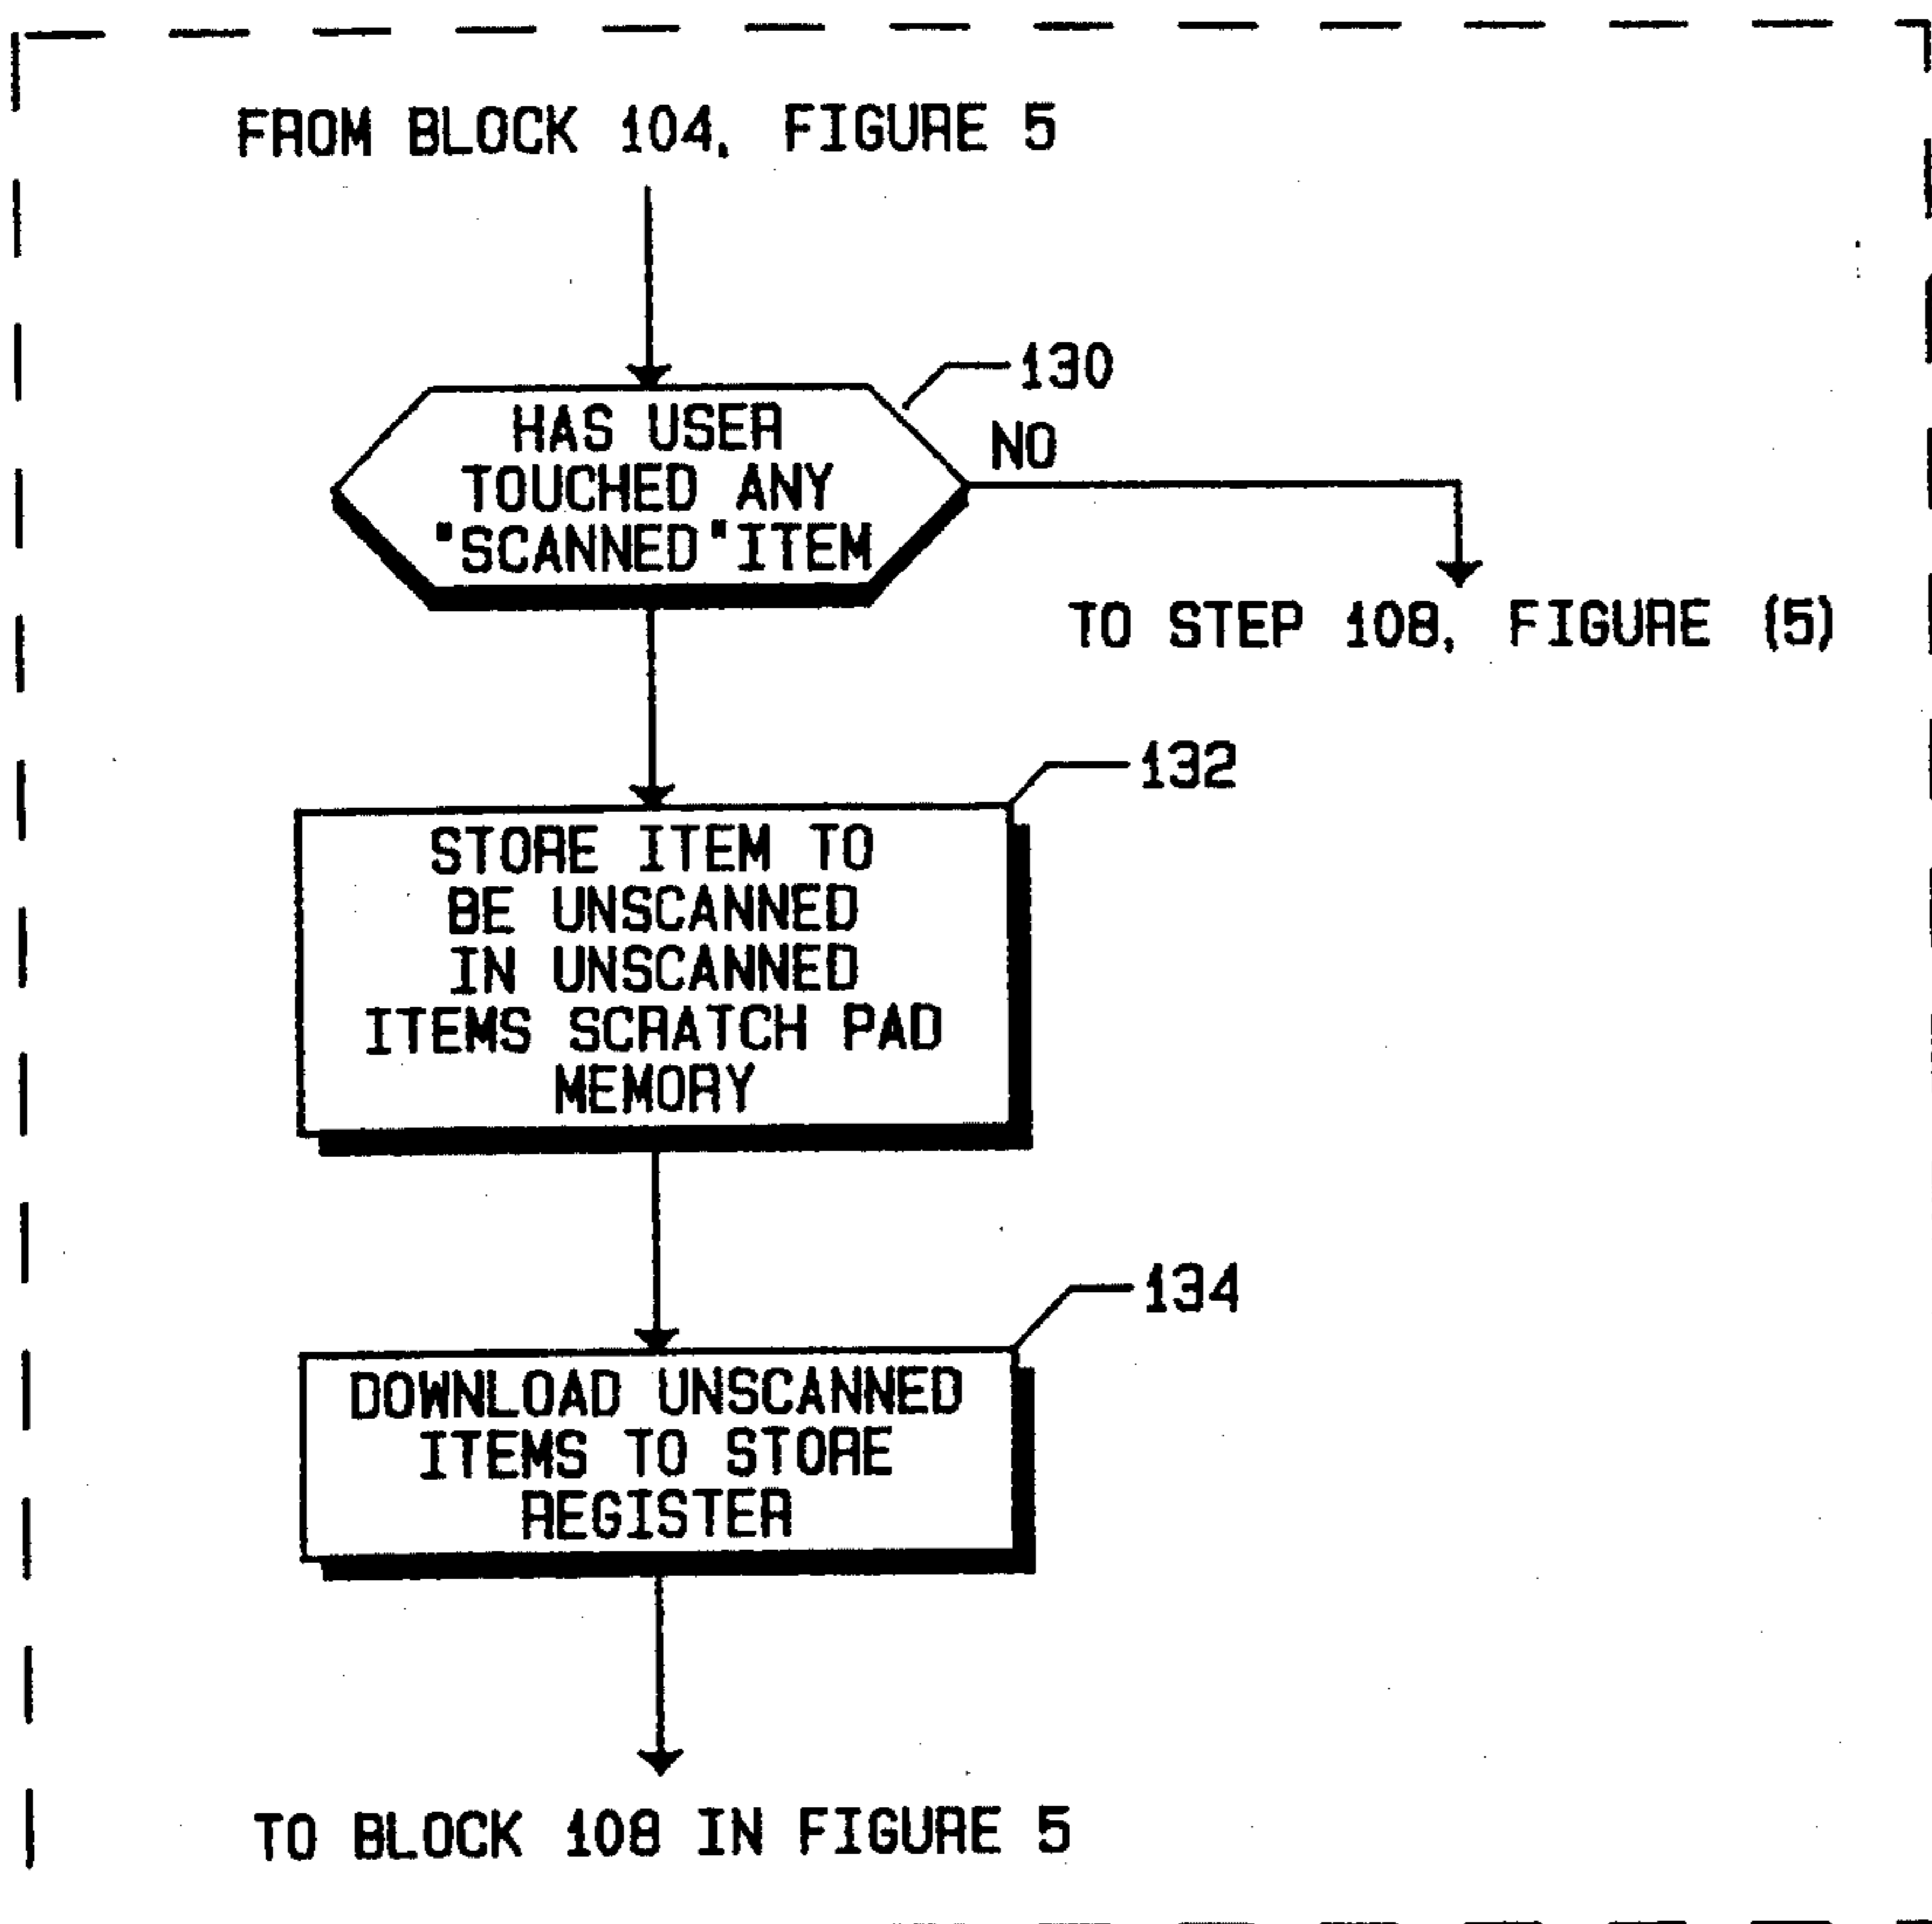 FROM BLOCK 104, FIGURE 5
130
HAS USER
TOUCHED ANY
"SCANNED"ITEM
NO
TO STEP 108, FIGURE (5)
132
STORE ITEM TO
BE UNSCANNED
IN UNSCANNED
ITEMS SCRATCH PAD
MEMORY
134
DOWNLOAD UNSCANNED
ITEMS TO STORE
REGISTER
TO BLOCK 108 IN FIGURE 5